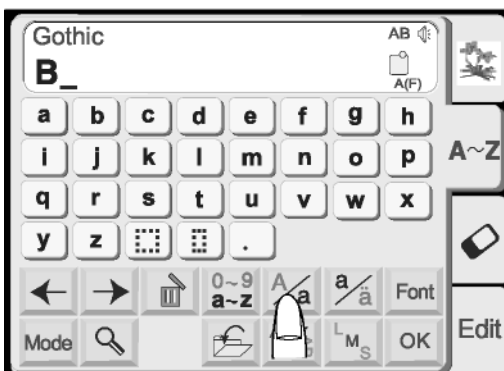 Gothic
AB
B_
A(F)
a b c d e f g h
i j k l m n o p
q r s t u v w x
y z .
A~Z
0~9
a~z
A/a
a/ä
Font
Mode
L M S
OK
Edit